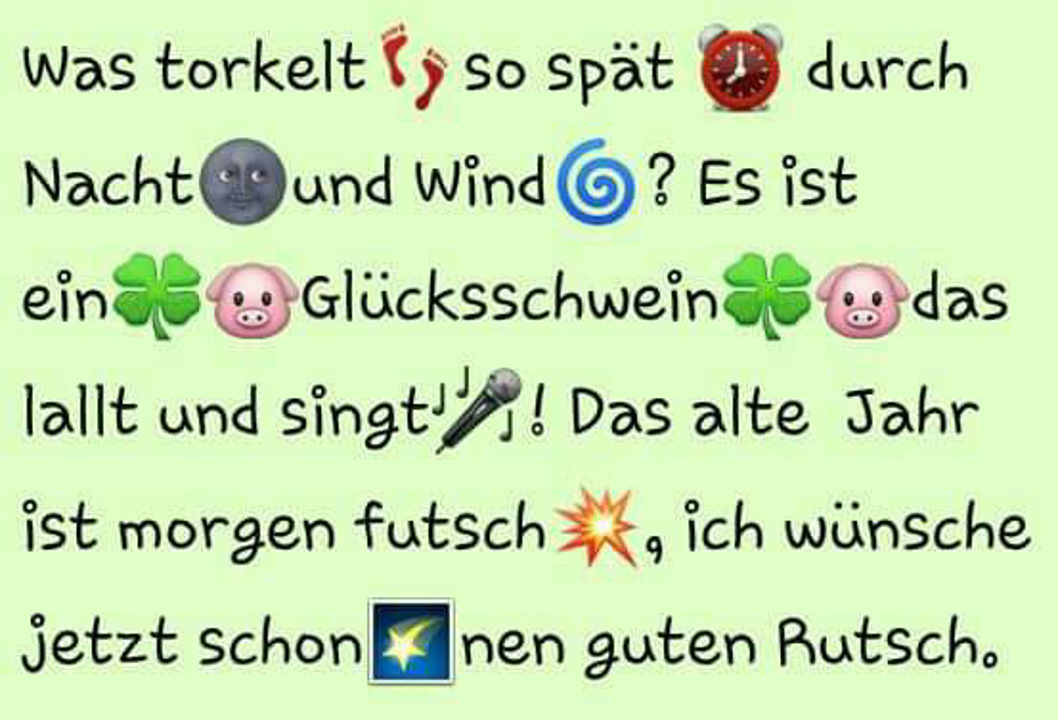 Was torkelt👣so spät ⏰ durch
Nacht🌚und Wind🌀? Es ist
ein🍀🐷Glücksschwein🍀🐷das
lallt und singt🎤! Das alte Jahr
ist morgen futsch💥, ich wünsche
jetzt schon🌠nen guten Rutsch.